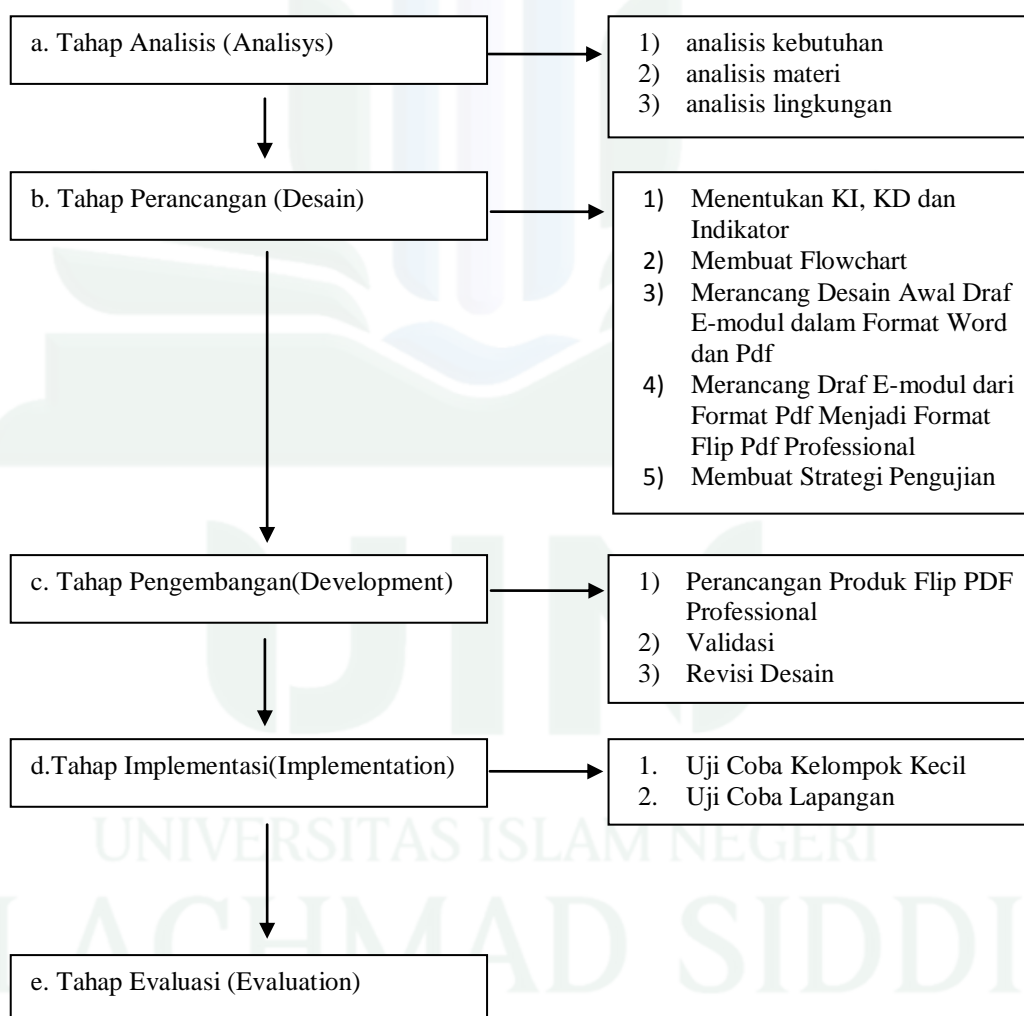 a. Tahap Analisis (Analisys)
1) analisis kebutuhan
2) analisis materi
3) analisis lingkungan
b. Tahap Perancangan (Desain)
1) Menentukan KI, KD dan
Indikator
2) Membuat Flowchart
3) Merancang Desain Awal Draf
E-modul dalam Format Word
dan Pdf
4) Merancang Draf E-modul dari
Format Pdf Menjadi Format
Flip Pdf Professional
5) Membuat Strategi Pengujian
c. Tahap Pengembangan(Development)
1) Perancangan Produk Flip PDF
Professional
2) Validasi
3) Revisi Desain
d.Tahap Implementasi(Implementation)
1. Uji Coba Kelompok Kecil
2. Uji Coba Lapangan
e. Tahap Evaluasi (Evaluation)
UIN
UNIVERSITAS ISLAM NEGERI
ACHMAD SIDDI